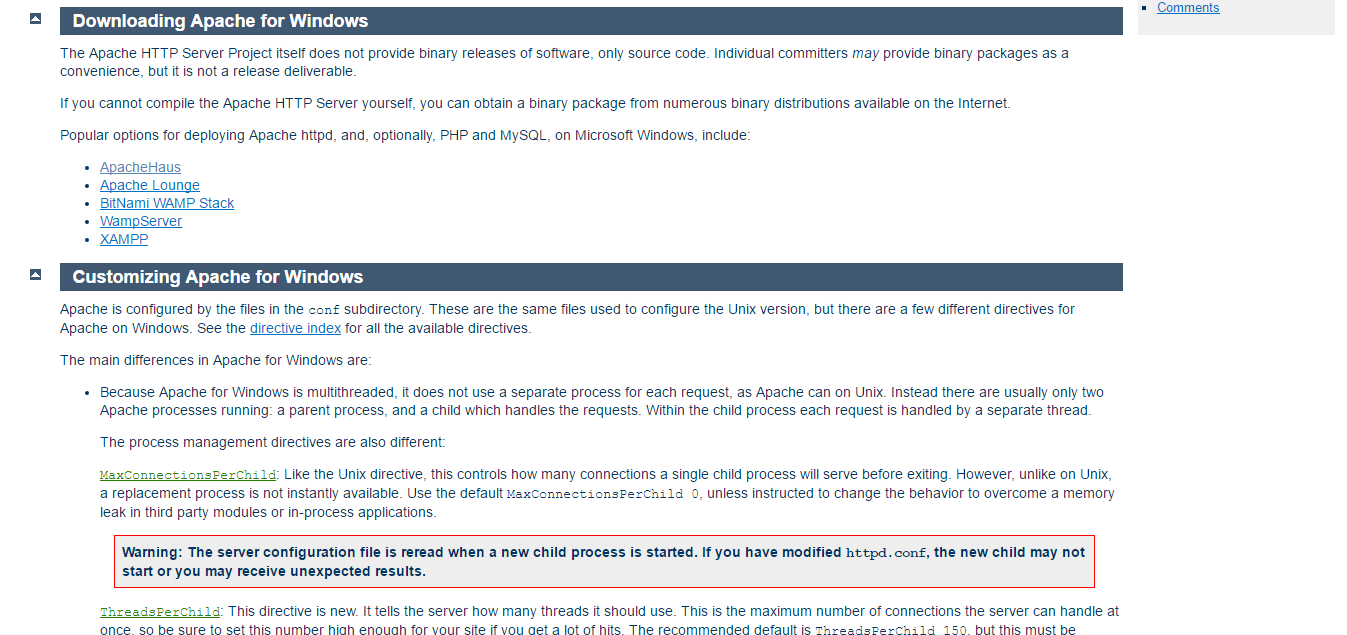 Comments
Downloading Apache for Windows
The Apache HTTP Server Project itself does not provide binary releases of software, only source code. Individual committers may provide binary packages as a
convenience, but it is not a release deliverable.
If you cannot compile the Apache HTTP Server yourself, you can obtain a binary package from numerous binary distributions available on the Internet.
Popular options for deploying Apache httpd, and, optionally, PHP and MySQL, on Microsoft Windows, include:
ApacheHaus
Apache Lounge
BitNami WAMP Stack
WampServer
XAMPP
Customizing Apache for Windows
Apache is configured by the files in the conf subdirectory. These are the same files used to configure the Unix version, but there are a few different directives for
Apache on Windows. See the directive index for all the available directives.
The main differences in Apache for Windows are:
Because Apache for Windows is multithreaded, it does not use a separate process for each request, as Apache can on Unix. Instead there are usually only two
Apache processes running: a parent process, and a child which handles the requests. Within the child process each request is handled by a separate thread.
The process management directives are also different:
MaxConnectionsPerChild: Like the Unix directive, this controls how many connections a single child process will serve before exiting. However, unlike on Unix,
a replacement process is not instantly available. Use the default MaxConnectionsPerChild 0, unless instructed to change the behavior to overcome a memory
leak in third party modules or in-process applications.
Warning: The server configuration file is reread when a new child process is started. If you have modified httpd.conf, the new child may not
start or you may receive unexpected results.
ThreadsPerChild: This directive is new. It tells the server how many threads it should use. This is the maximum number of connections the server can handle at
once, so be sure to set this number high enough for your site if you get a lot of hits. The recommended default is ThreadsPerChild 150, but this must be